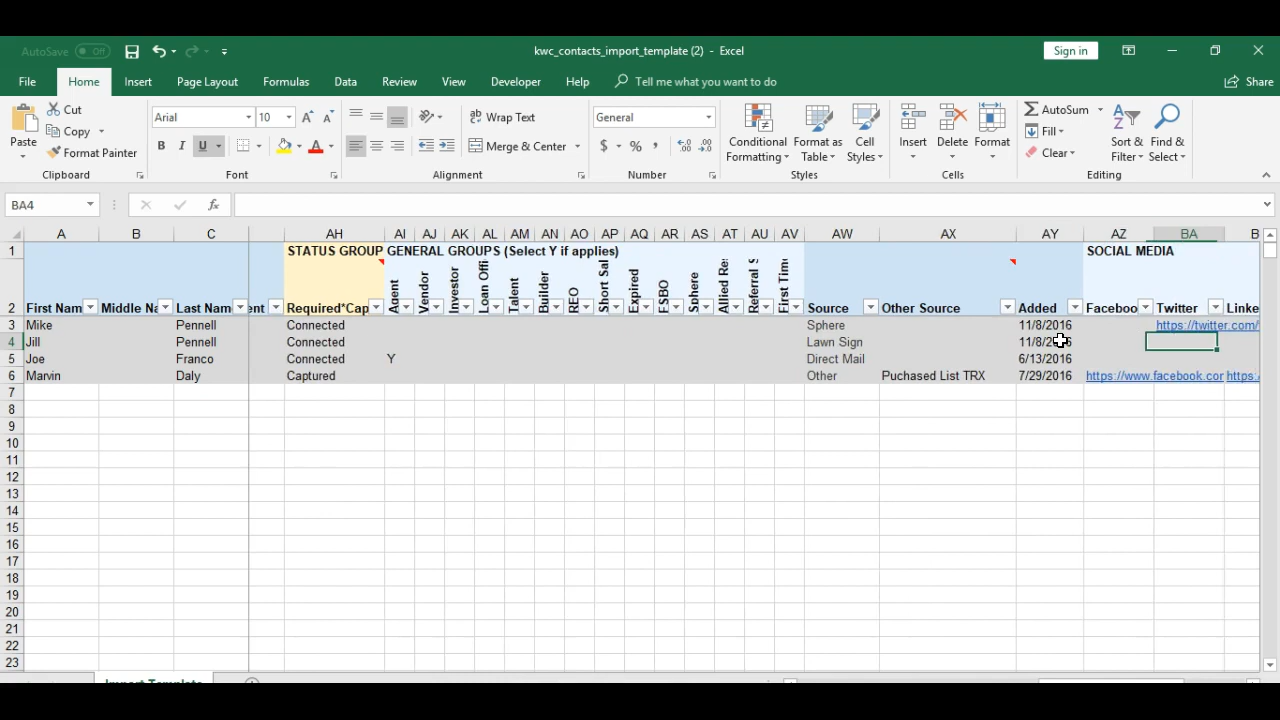 AutoSave Off
kwc_contacts_import_template (2) - Excel
Sign in
File Home Insert Page Layout Formulas Data Review View Developer Help Tell me what you want to do Share
Paste
Cut
Copy
Format Painter
Clipboard
Arial 10
B I U
Font
Wrap Text
Merge & Center
Alignment
General
$ % ,
Number
Conditional Formatting
Format as Table
Cell Styles
Styles
Insert
Delete
Format
Cells
AutoSum
Fill
Clear
Sort & Filter
Find & Select
Editing
BA4
fx
A B C AH AI AJ AK AL AM AN AO AP AQ AR AS AT AU AV AW AX AY AZ BA B
1 STATUS GROUP GENERAL GROUPS (Select Y if applies) SOCIAL MEDIA
2 First Nam Middle Na Last Nam ent Required*Cap Agent Vendor Investor Loan Offi Talent Builder REO Short Sal Expired FSBO Sphere Allied Re Referral S First Time Source Other Source Added Faceboo Twitter Linke
3 Mike Pennell Connected Sphere 11/8/2016 https://twitter.com/
4 Jill Pennell Connected Lawn Sign 11/8/2016
5 Joe Franco Connected Y Direct Mail 6/13/2016
6 Marvin Daly Captured Other Puchased List TRX 7/29/2016 https://www.facebook.cor https:
7
8
9
10
11
12
13
14
15
16
17
18
19
20
21
22
23
Import Template